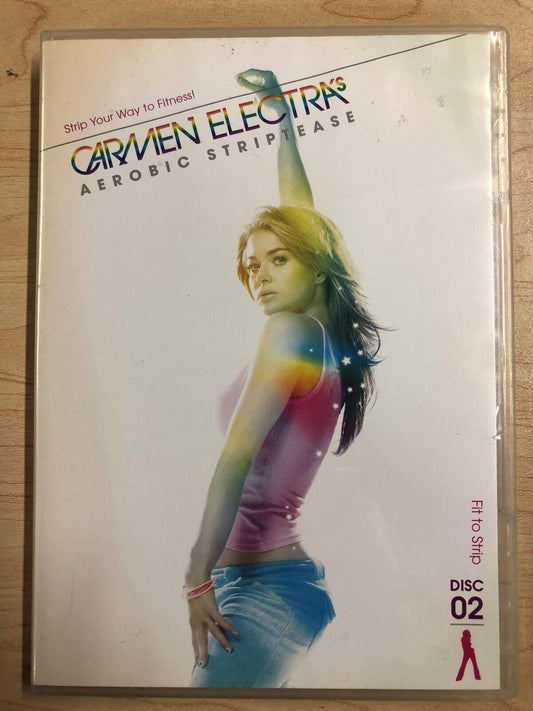 Strip Your Way to Fitness!
CARMEN ELECTRA'S
AEROBIC STRIPTEASE
Fit to Strip
DISC
02